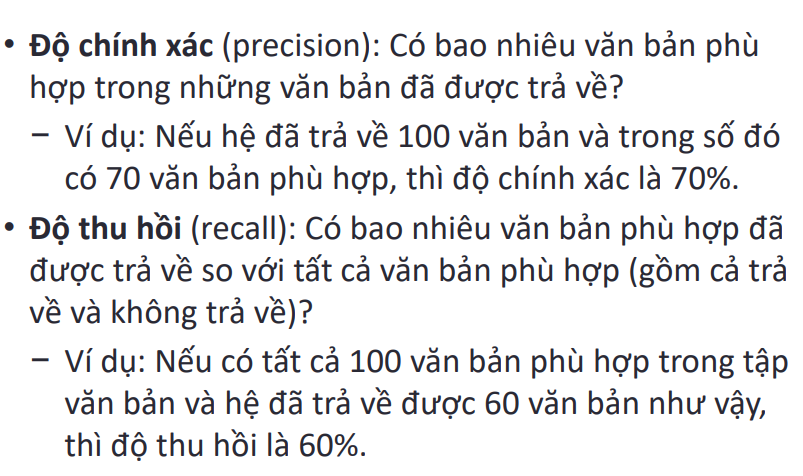 • Độ chính xác (precision): Có bao nhiêu văn bản phù
hợp trong những văn bản đã được trả về?
– Ví dụ: Nếu hệ đã trả về 100 văn bản và trong số đó
có 70 văn bản phù hợp, thì độ chính xác là 70%.
• Độ thu hồi (recall): Có bao nhiêu văn bản phù hợp đã
được trả về so với tất cả văn bản phù hợp (gồm cả trả
về và không trả về)?
– Ví dụ: Nếu có tất cả 100 văn bản phù hợp trong tập
văn bản và hệ đã trả về được 60 văn bản như vậy,
thì độ thu hồi là 60%.